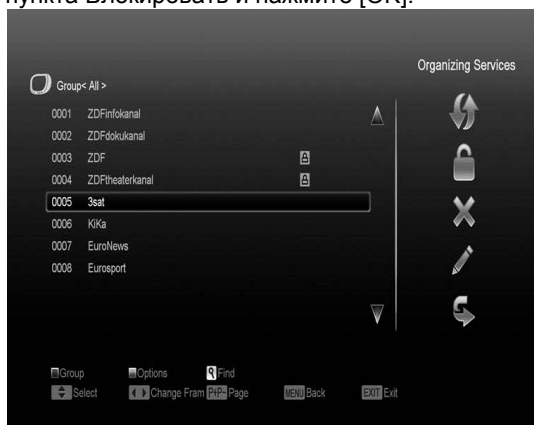 пункта Блокировать и нажмите [OK].
Organizing Services
Group< All >
0001 ZDFinfokanal
0002 ZDFdokukanal
0003 ZDF
0004 ZDFtheaterkanal
0005 3sat
0006 KiKa
0007 EuroNews
0008 Eurosport
Group Options Find
Select Change Fram P+P- Page MENU Back EXIT Exit